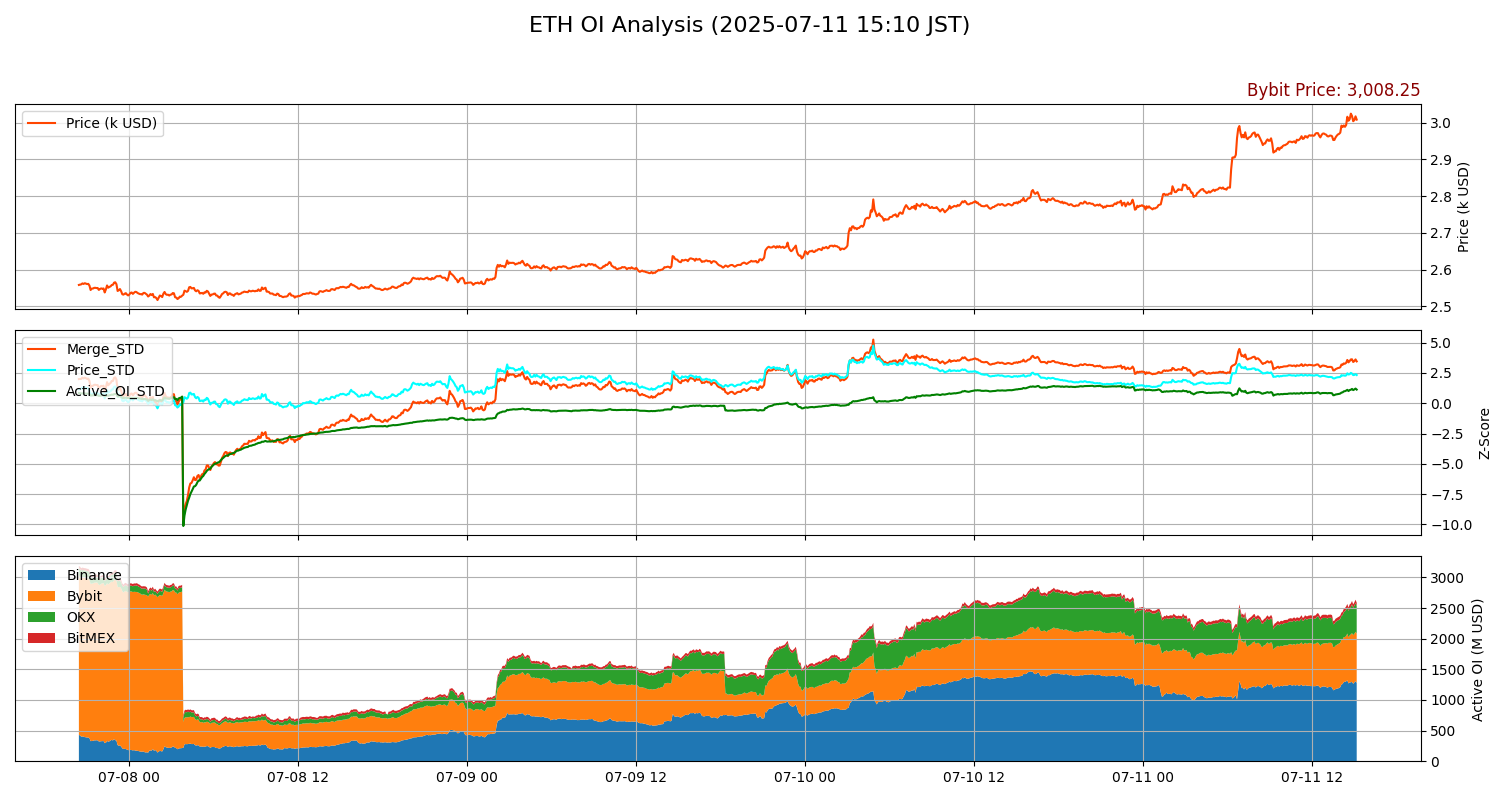 ETH OI Analysis (2025-07-11 15:10 JST)
Bybit Price: 3,008.25
Price (k USD)
3.0
2.9
2.8
2.7
2.6
2.5
Price (k USD)
Merge_STD
Price_STD
Active_OI_STD
5.0
2.5
0.0
−2.5
−5.0
−7.5
−10.0
Z-Score
Binance
Bybit
OKX
BitMEX
3000
2500
2000
1500
1000
500
0
Active OI (M USD)
07-08 00 07-08 12 07-09 00 07-09 12 07-10 00 07-10 12 07-11 00 07-11 12